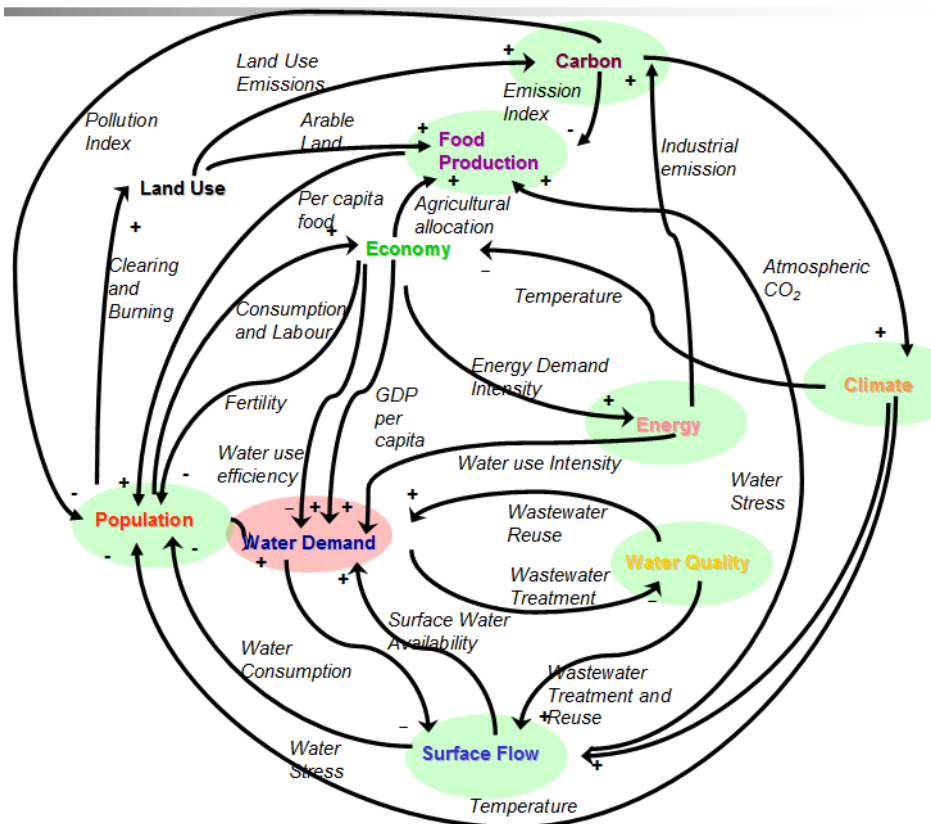 +
Carbon
+
Land Use
Emissions
Emission
Index
-
Pollution
Index
Arable
Land
+
Food
Production
Industrial
emission
Land Use
+
+
+
Per capita
food
+
Agricultural
allocation
Economy
Clearing
and
Burning
Consumption
and Labour
–
Temperature
Atmospheric
CO2
+
Climate
Energy Demand
Intensity
+
Energy
Fertility
GDP
per
capita
Water use
efficiency
Water use Intensity
Water
Stress
-
+
-
Population
-
-
–
+
+
Water Demand
+
+
+
Wastewater
Reuse
Water Quality
Wastewater
Treatment
–
Surface Water
Availability
Water
Consumption
Wastewater
Treatment and
Reuse
+
–
Surface Flow
+
Water
Stress
Temperature